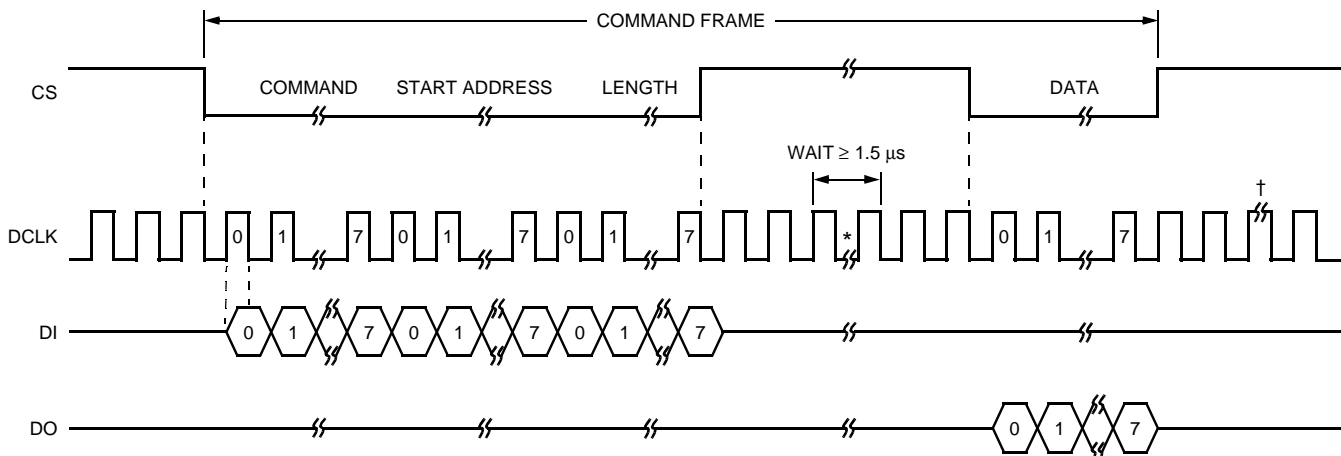 COMMAND FRAME
CS
COMMAND START ADDRESS LENGTH DATA
WAIT ≥ 1.5 μs
†
DCLK 0 1 7 0 1 7 0 1 7 * 0 1 7
DI 0 1 7 0 1 7 0 1 7
DO 0 1 7